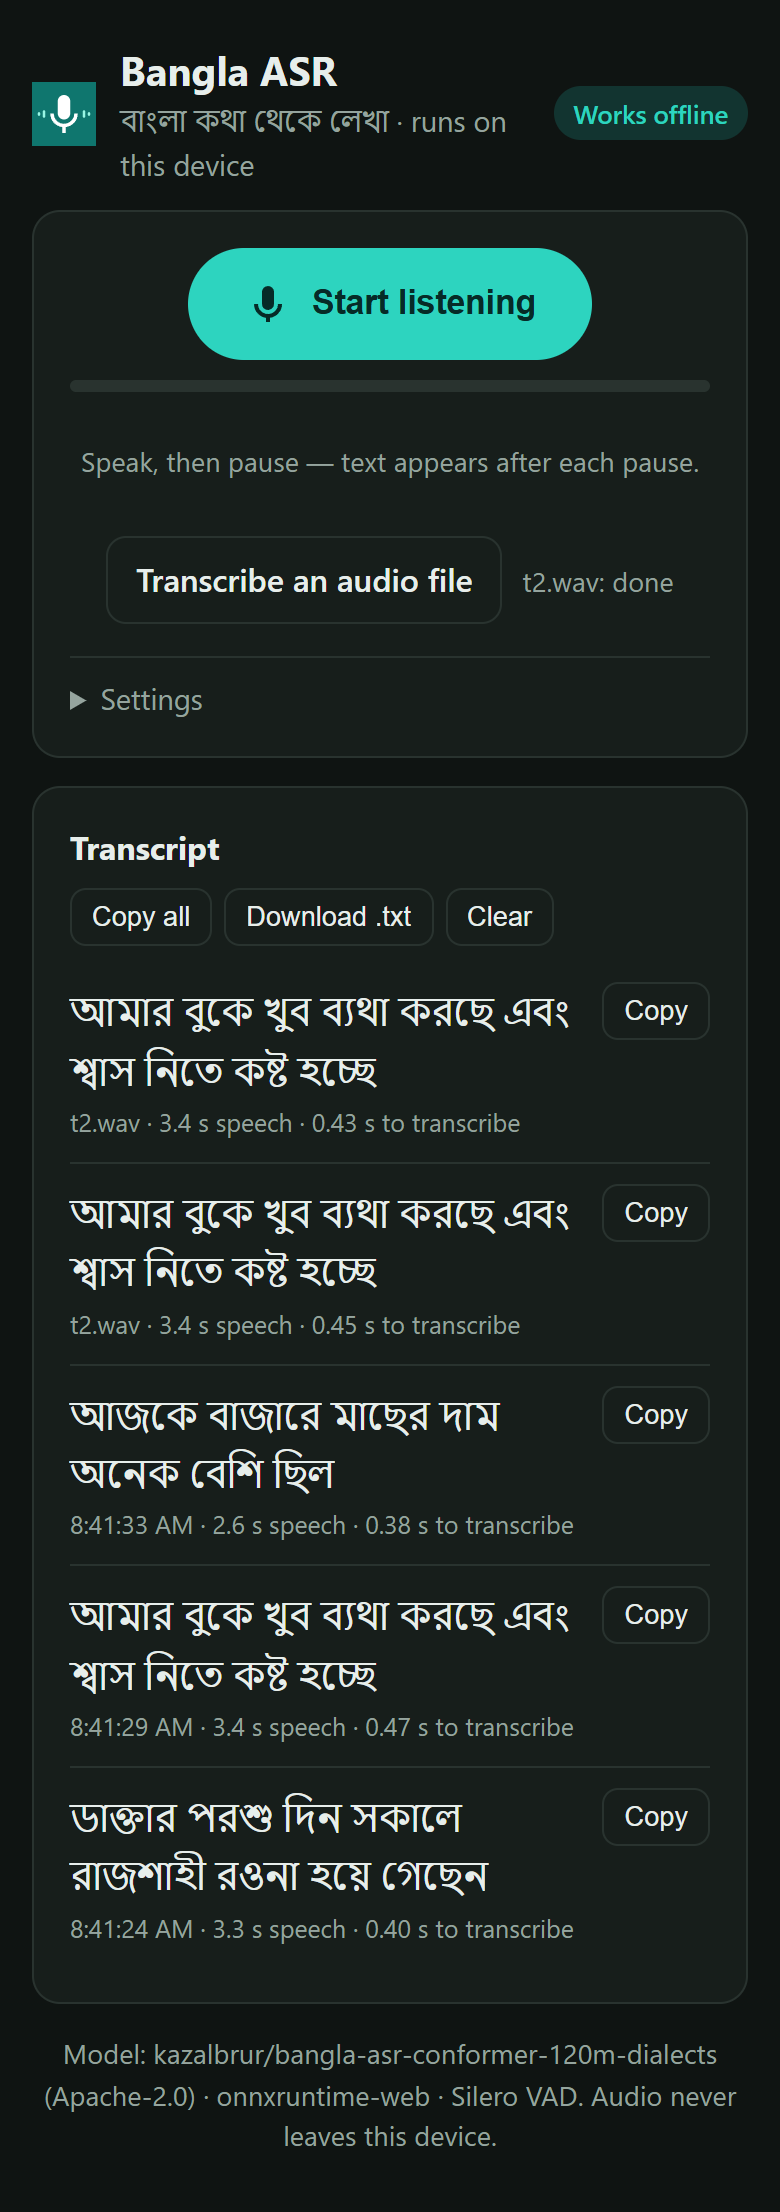 Bangla ASR
বাংলা কথা থেকে লেখা · runs on
this device
Works offline
Start listening
Speak, then pause — text appears after each pause.
Transcribe an audio file
t2.wav: done
Settings
Transcript
Copy all
Download .txt
Clear
আমার বুকে খুব ব্যথা করছে এবং
শ্বাস নিতে কষ্ট হচ্ছে
Copy
t2.wav · 3.4 s speech · 0.43 s to transcribe
আমার বুকে খুব ব্যথা করছে এবং
শ্বাস নিতে কষ্ট হচ্ছে
Copy
t2.wav · 3.4 s speech · 0.45 s to transcribe
আজকে বাজারে মাছের দাম
অনেক বেশি ছিল
Copy
8:41:33 AM · 2.6 s speech · 0.38 s to transcribe
আমার বুকে খুব ব্যথা করছে এবং
শ্বাস নিতে কষ্ট হচ্ছে
Copy
8:41:29 AM · 3.4 s speech · 0.47 s to transcribe
ডাক্তার পরশু দিন সকালে
রাজশাহী রওনা হয়ে গেছেন
Copy
8:41:24 AM · 3.3 s speech · 0.40 s to transcribe
Model: kazalbrur/bangla-asr-conformer-120m-dialects
(Apache-2.0) · onnxruntime-web · Silero VAD. Audio never
leaves this device.